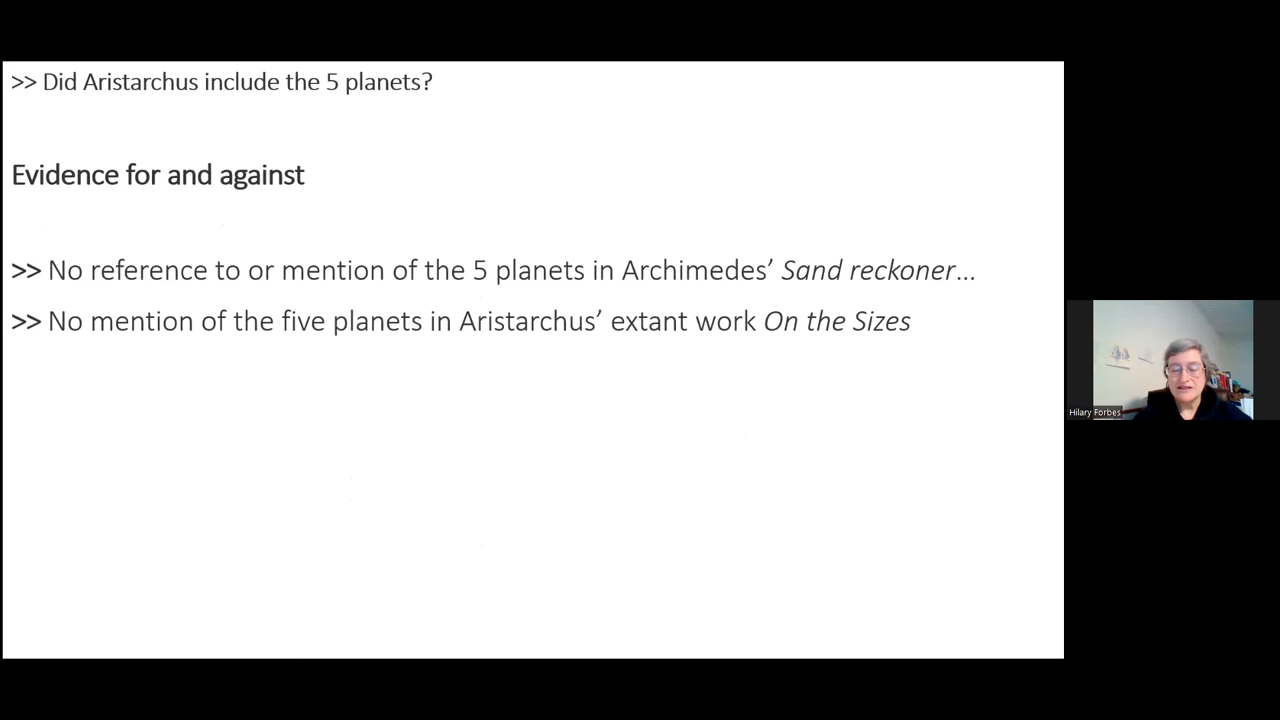 >> Did Aristarchus include the 5 planets?
Evidence for and against
>> No reference to or mention of the 5 planets in Archimedes’ Sand reckoner…
>> No mention of the five planets in Aristarchus’ extant work On the Sizes
Hilary Forbes